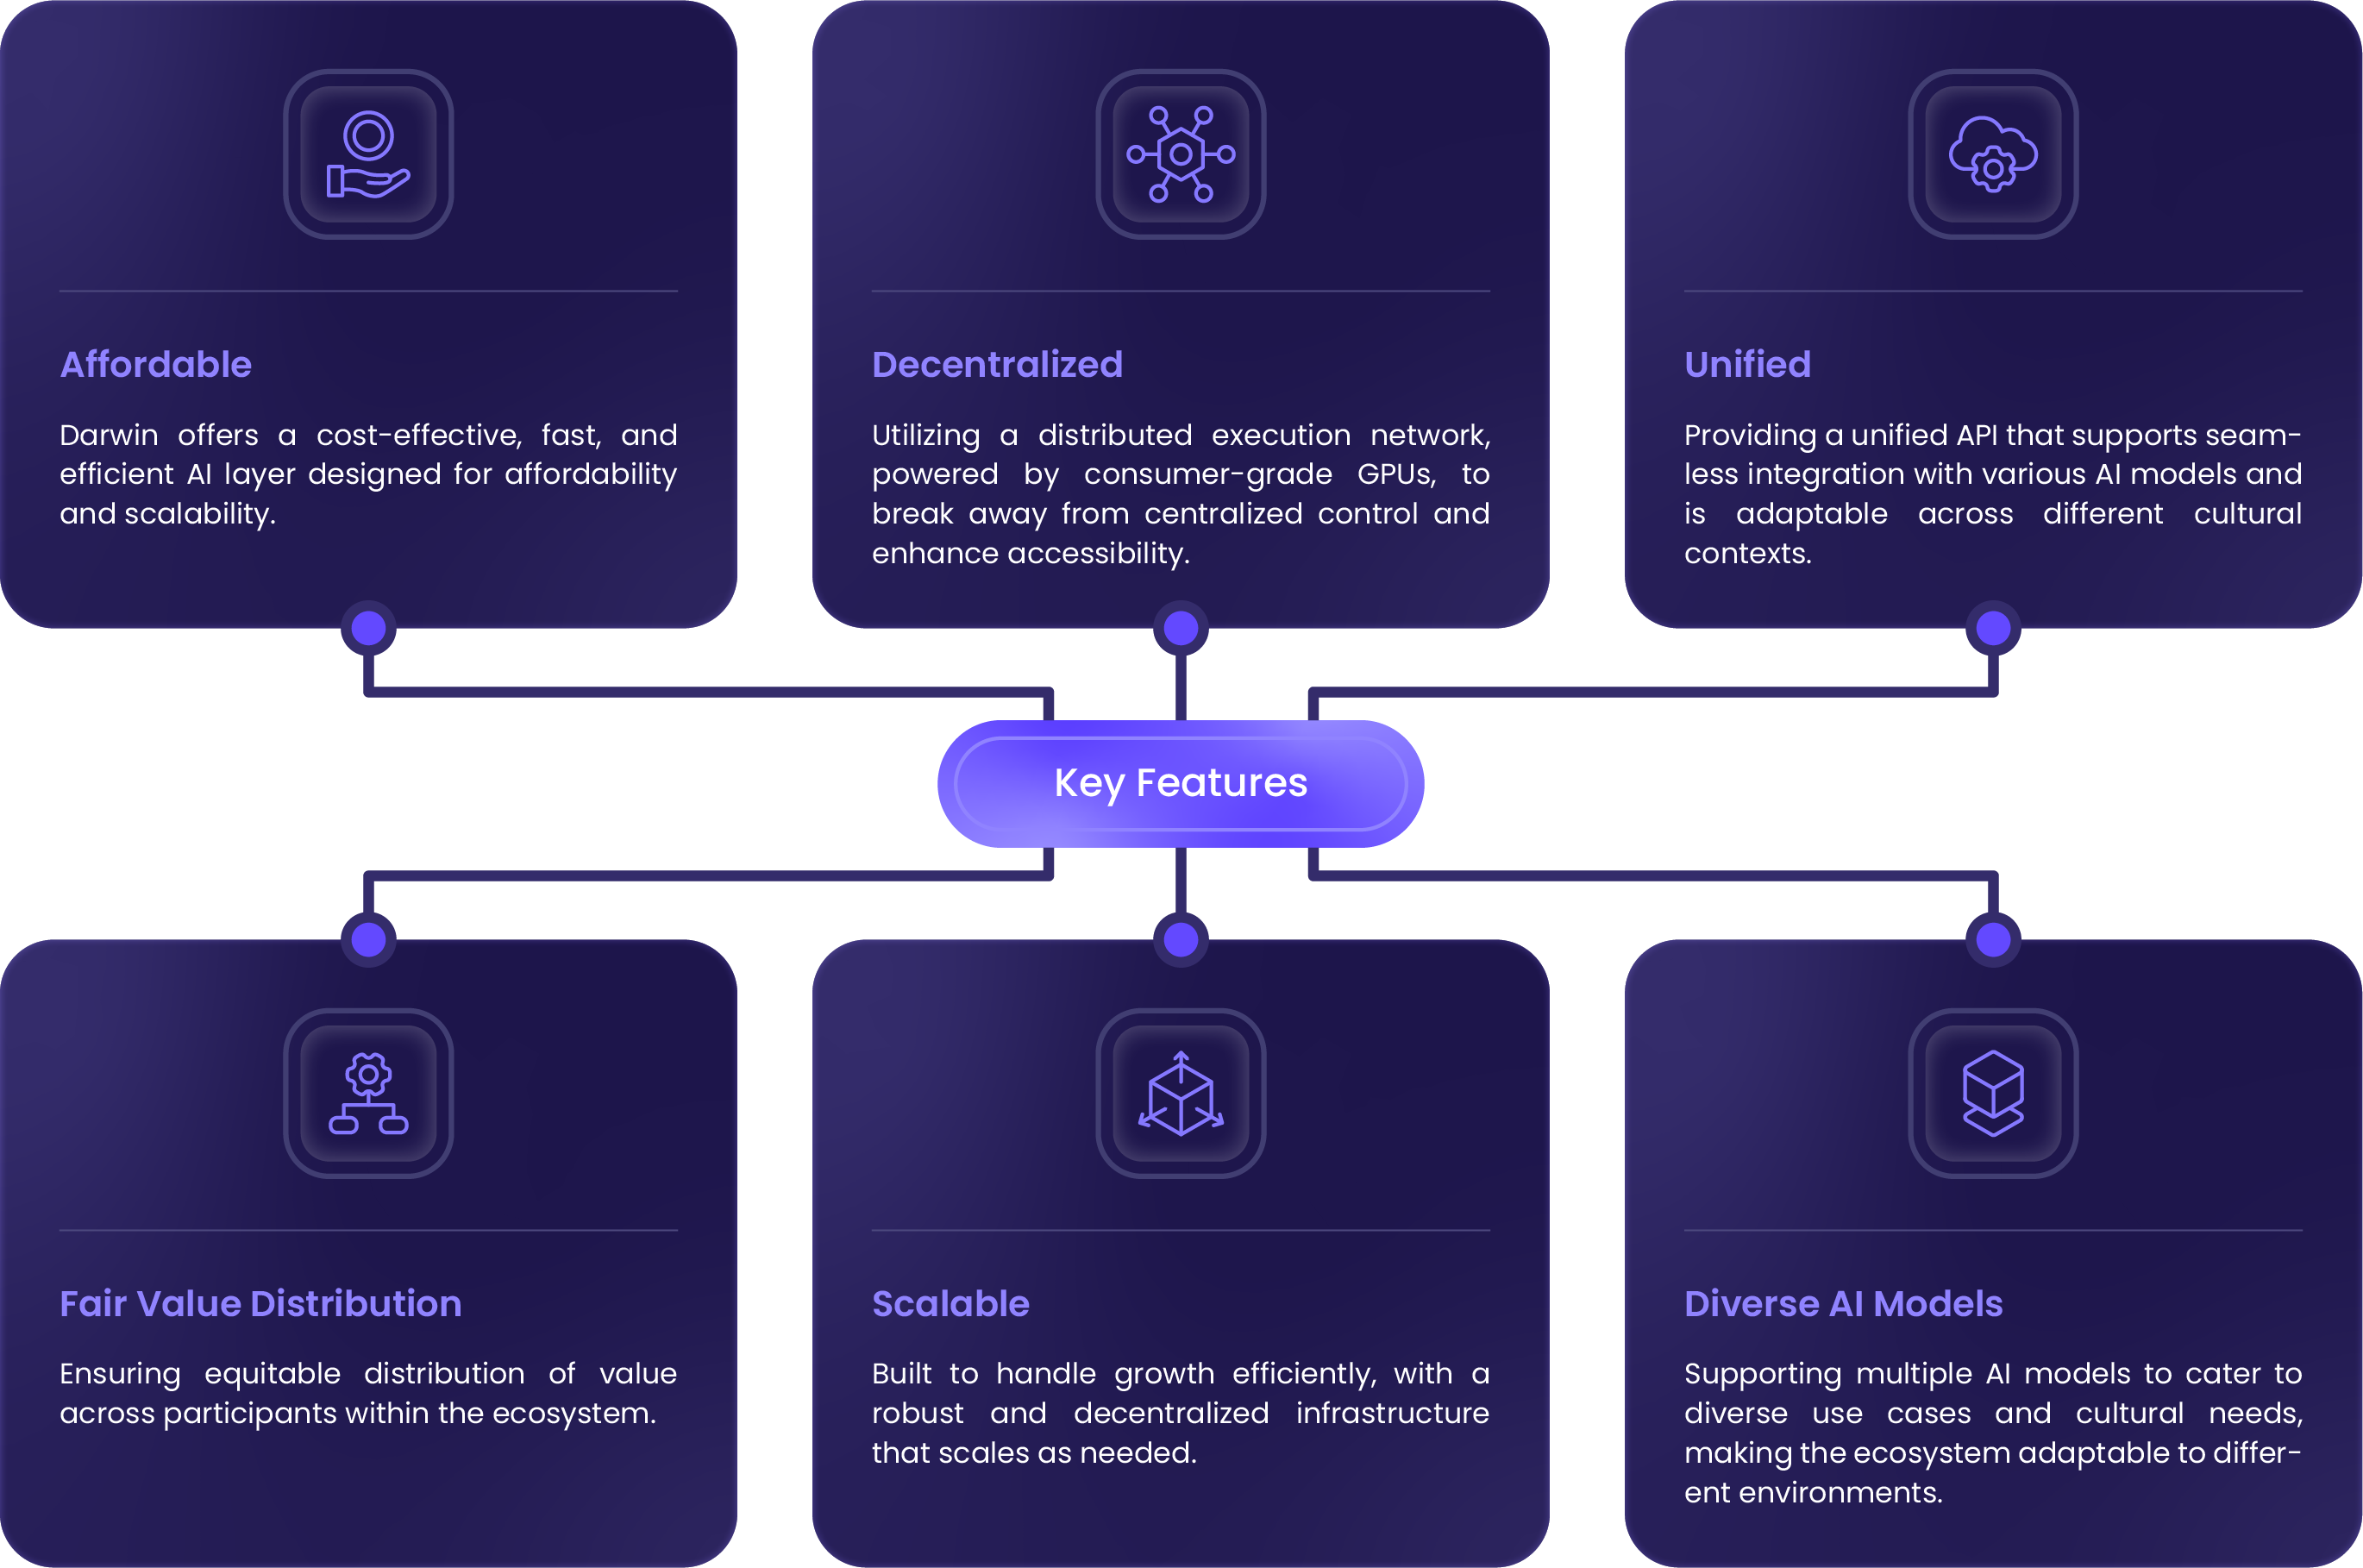 Affordable
Darwin offers a cost-effective, fast, and
efficient AI layer designed for affordability
and scalability.
Decentralized
Utilizing a distributed execution network,
powered by consumer-grade GPUs, to
break away from centralized control and
enhance accessibility.
Unified
Providing a unified API that supports seam-
less integration with various AI models and
is adaptable across different cultural
contexts.
Key Features
Fair Value Distribution
Ensuring equitable distribution of value
across participants within the ecosystem.
Scalable
Built to handle growth efficiently, with a
robust and decentralized infrastructure
that scales as needed.
Diverse AI Models
Supporting multiple AI models to cater to
diverse use cases and cultural needs,
making the ecosystem adaptable to differ-
ent environments.